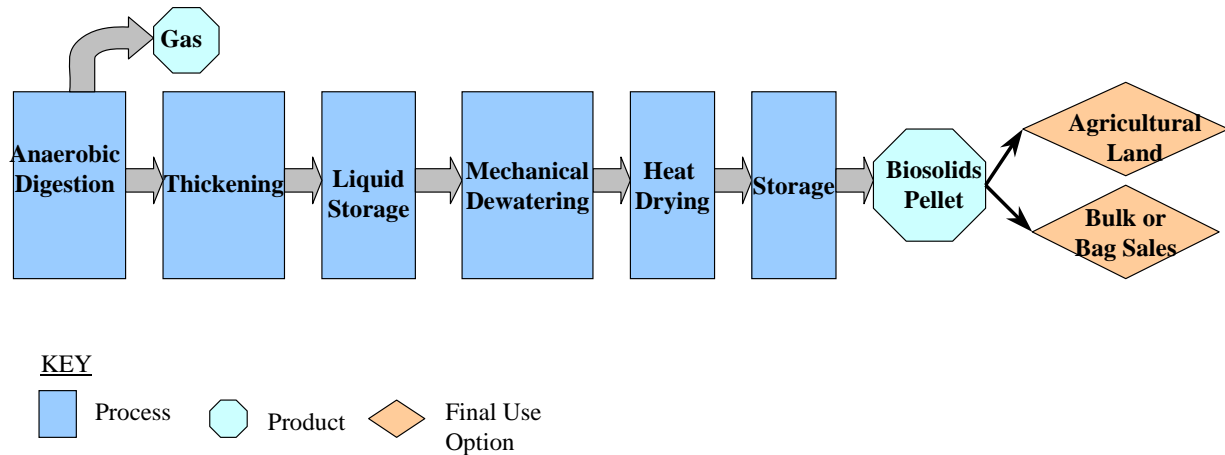 Gas
Anaerobic
Digestion
Thickening
Liquid
Storage
Mechanical
Dewatering
Heat
Drying
Storage
Biosolids
Pellet
Agricultural
Land
Bulk or
Bag Sales
KEY
Process
Product
Final Use
Option